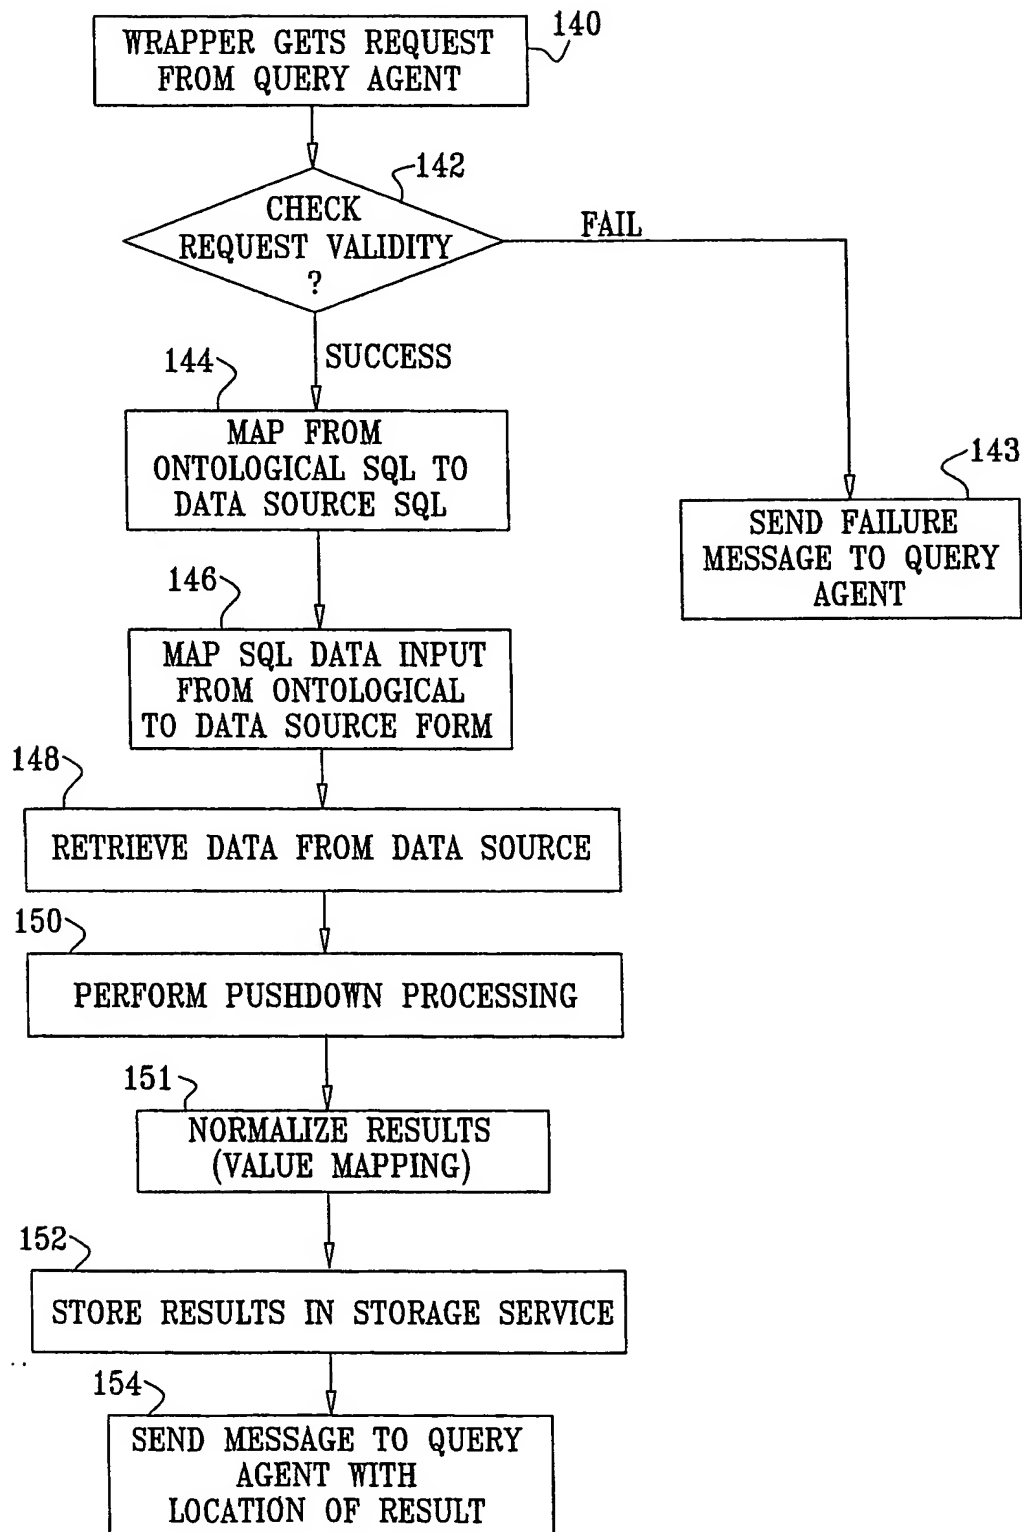 WRAPPER GETS REQUEST
FROM QUERY AGENT
140
142
CHECK
REQUEST VALIDITY
?
FAIL
SUCCESS
144
MAP FROM
ONTOLOGICAL SQL TO
DATA SOURCE SQL
143
SEND FAILURE
MESSAGE TO QUERY
AGENT
146
MAP SQL DATA INPUT
FROM ONTOLOGICAL
TO DATA SOURCE FORM
148
RETRIEVE DATA FROM DATA SOURCE
150
PERFORM PUSHDOWN PROCESSING
151
NORMALIZE RESULTS
(VALUE MAPPING)
152
STORE RESULTS IN STORAGE SERVICE
154
SEND MESSAGE TO QUERY
AGENT WITH
LOCATION OF RESULT